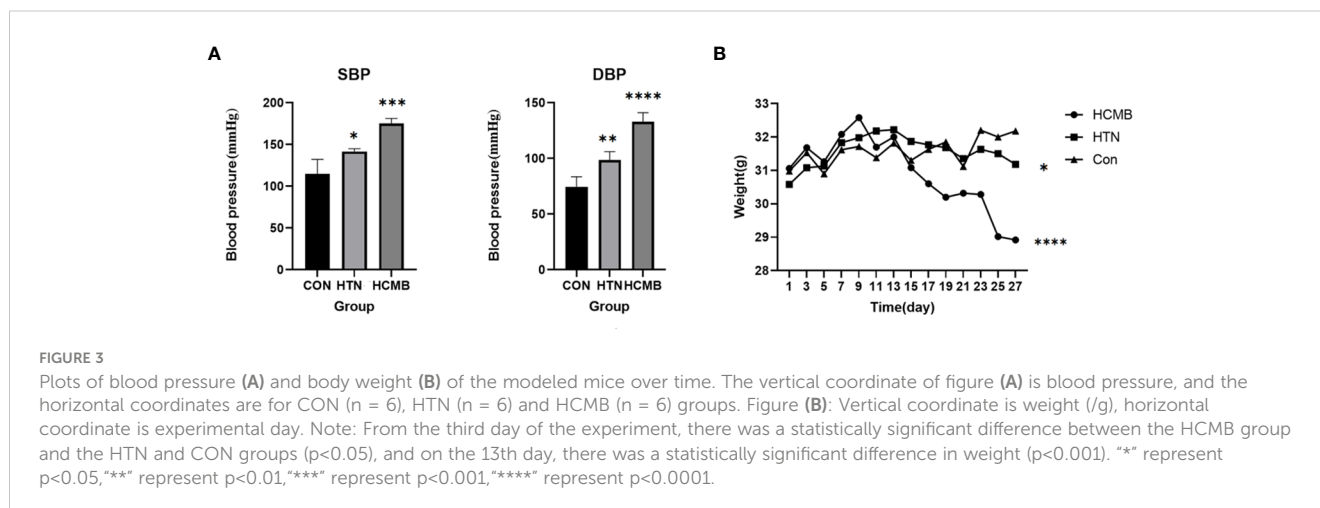 A
B
SBP
DBP
Blood pressure(mmHg)
200
150
100
50
0
*
***
CON HTN HCMB
Group
Blood pressure(mmHg)
150
100
50
0
**
****
CON HTN HCMB
Group
Weight(g)
33
32
31
30
29
28
1 3 5 7 9 11 13 15 17 19 21 23 25 27
Time(day)
HCMB
HTN
Con
*
****
FIGURE 3
Plots of blood pressure (A) and body weight (B) of the modeled mice over time. The vertical coordinate of figure (A) is blood pressure, and the
horizontal coordinates are for CON (n = 6), HTN (n = 6) and HCMB (n = 6) groups. Figure (B): Vertical coordinate is weight (/g), horizontal
coordinate is experimental day. Note: From the third day of the experiment, there was a statistically significant difference between the HCMB group
and the HTN and CON groups (p<0.05), and on the 13th day, there was a statistically significant difference in weight (p<0.001). "*" represent
p<0.05,"**" represent p<0.01,"***" represent p<0.001,"****" represent p<0.0001.